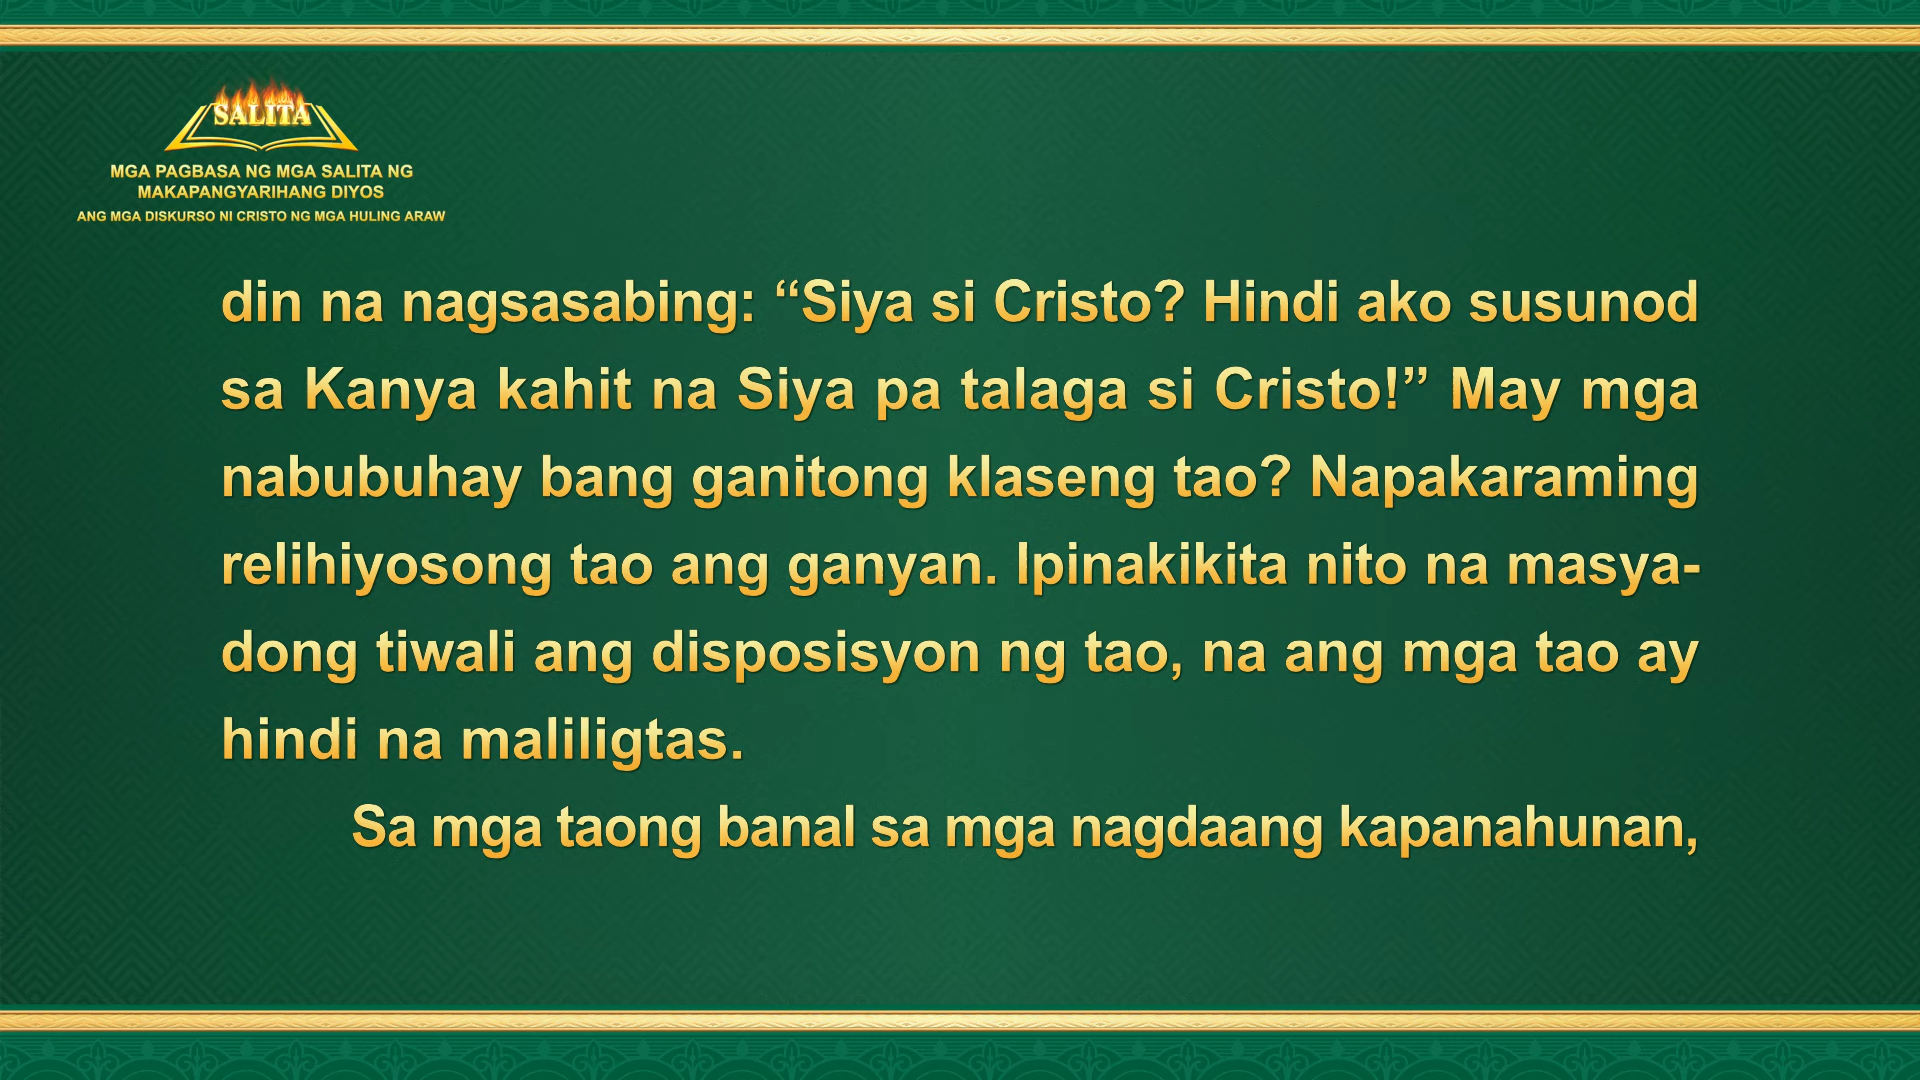 SALITA
MGA PAGBASA NG MGA SALITA NG
MAKAPANGYARIHANG DIYOS
ANG MGA DISKURSO NI CRISTO NG MGA HULING ARAW
din na nagsasabing: “Siya si Cristo? Hindi ako susunod
sa Kanya kahit na Siya pa talaga si Cristo!” May mga
nabubuhay bang ganitong klaseng tao? Napakaraming
relihiyosong tao ang ganyan. Ipinakikita nito na masya-
dong tiwali ang disposisyon ng tao, na ang mga tao ay
hindi na maliligtas.
Sa mga taong banal sa mga nagdaang kapanahunan,